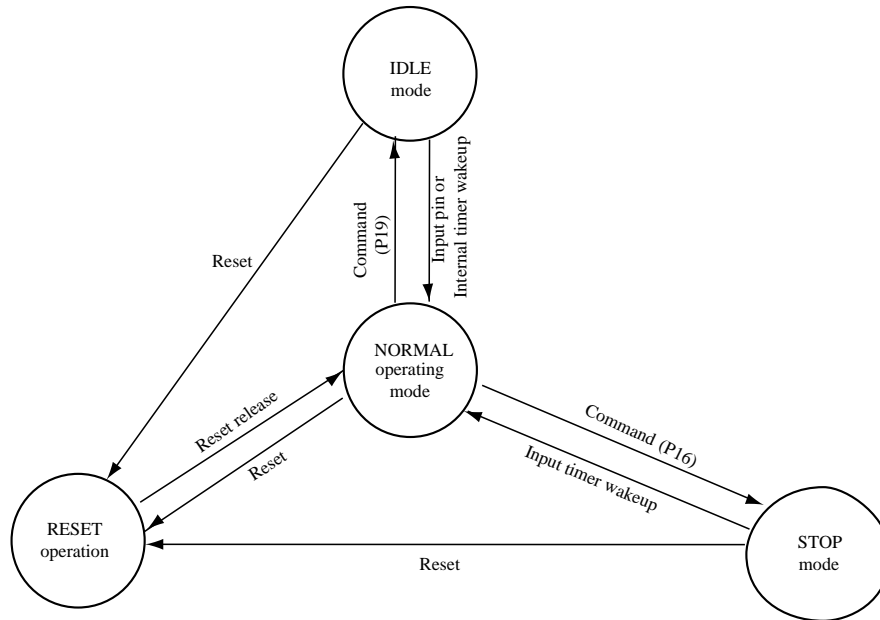 IDLE
mode
Command
(P19)
Input pin or
Internal timer wakeup
Reset
NORMAL
operating
mode
Reset release
Reset
Command (P16)
Input timer wakeup
RESET
operation
STOP
mode
Reset